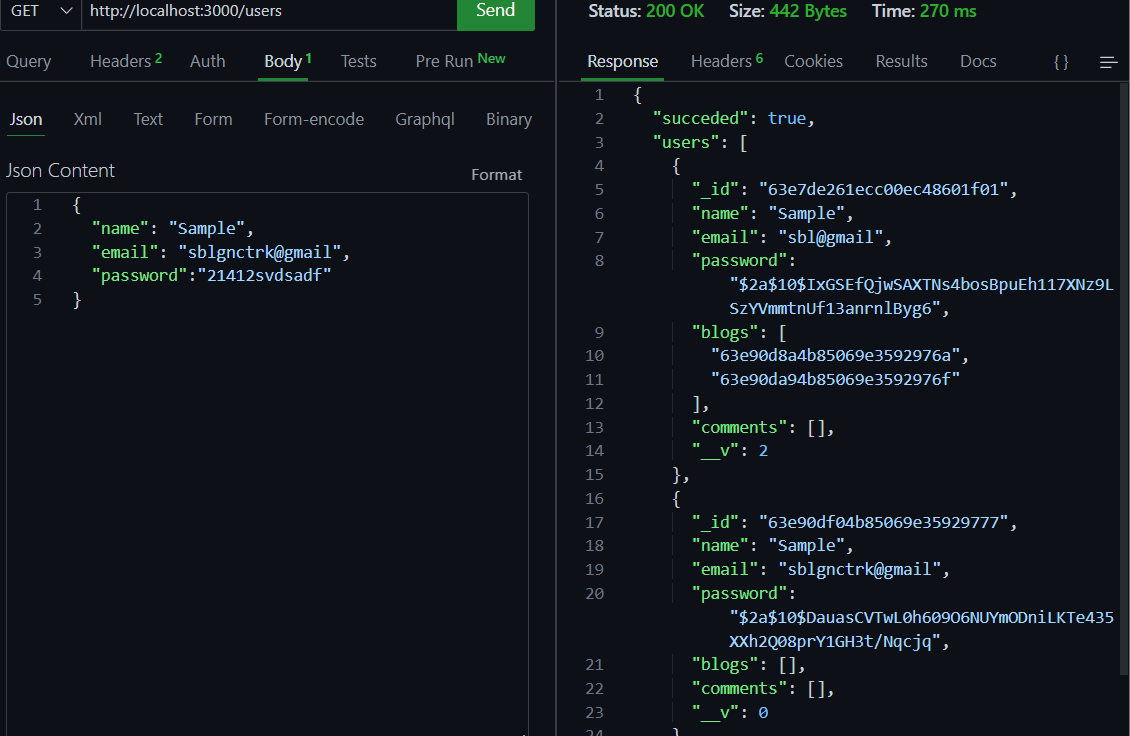 GET http://localhost:3000/users Send
Query Headers 2 Auth Body 1 Tests Pre Run New
Json Xml Text Form Form-encode Graphql Binary
Json Content Format
1 {
2 "name": "Sample",
3 "email": "sblgnctrk@gmail",
4 "password":"21412svdsadf"
5 }
Status: 200 OK Size: 442 Bytes Time: 270 ms
Response Headers 6 Cookies Results Docs {}
1 {
2 "succeded": true,
3 "users": [
4 {
5 "_id": "63e7de261ecc00ec48601f01",
6 "name": "Sample",
7 "email": "sbl@gmail",
8 "password":
"$2a$10$IxGSEfQjwSAXTNs4bosBpuEh117XNz9L
SzYVmmtnUf13anrnlByg6",
9 "blogs": [
10 "63e90d8a4b85069e3592976a",
11 "63e90da94b85069e3592976f"
12 ],
13 "comments": [],
14 "__v": 2
15 },
16 {
17 "_id": "63e90df04b85069e35929777",
18 "name": "Sample",
19 "email": "sblgnctrk@gmail",
20 "password":
"$2a$10$DauasCVTwL0h609O6NUYmODniLKTe435
XXh2Q08prY1GH3t/Nqcjq",
21 "blogs": [],
22 "comments": [],
23 "__v": 0
24 }